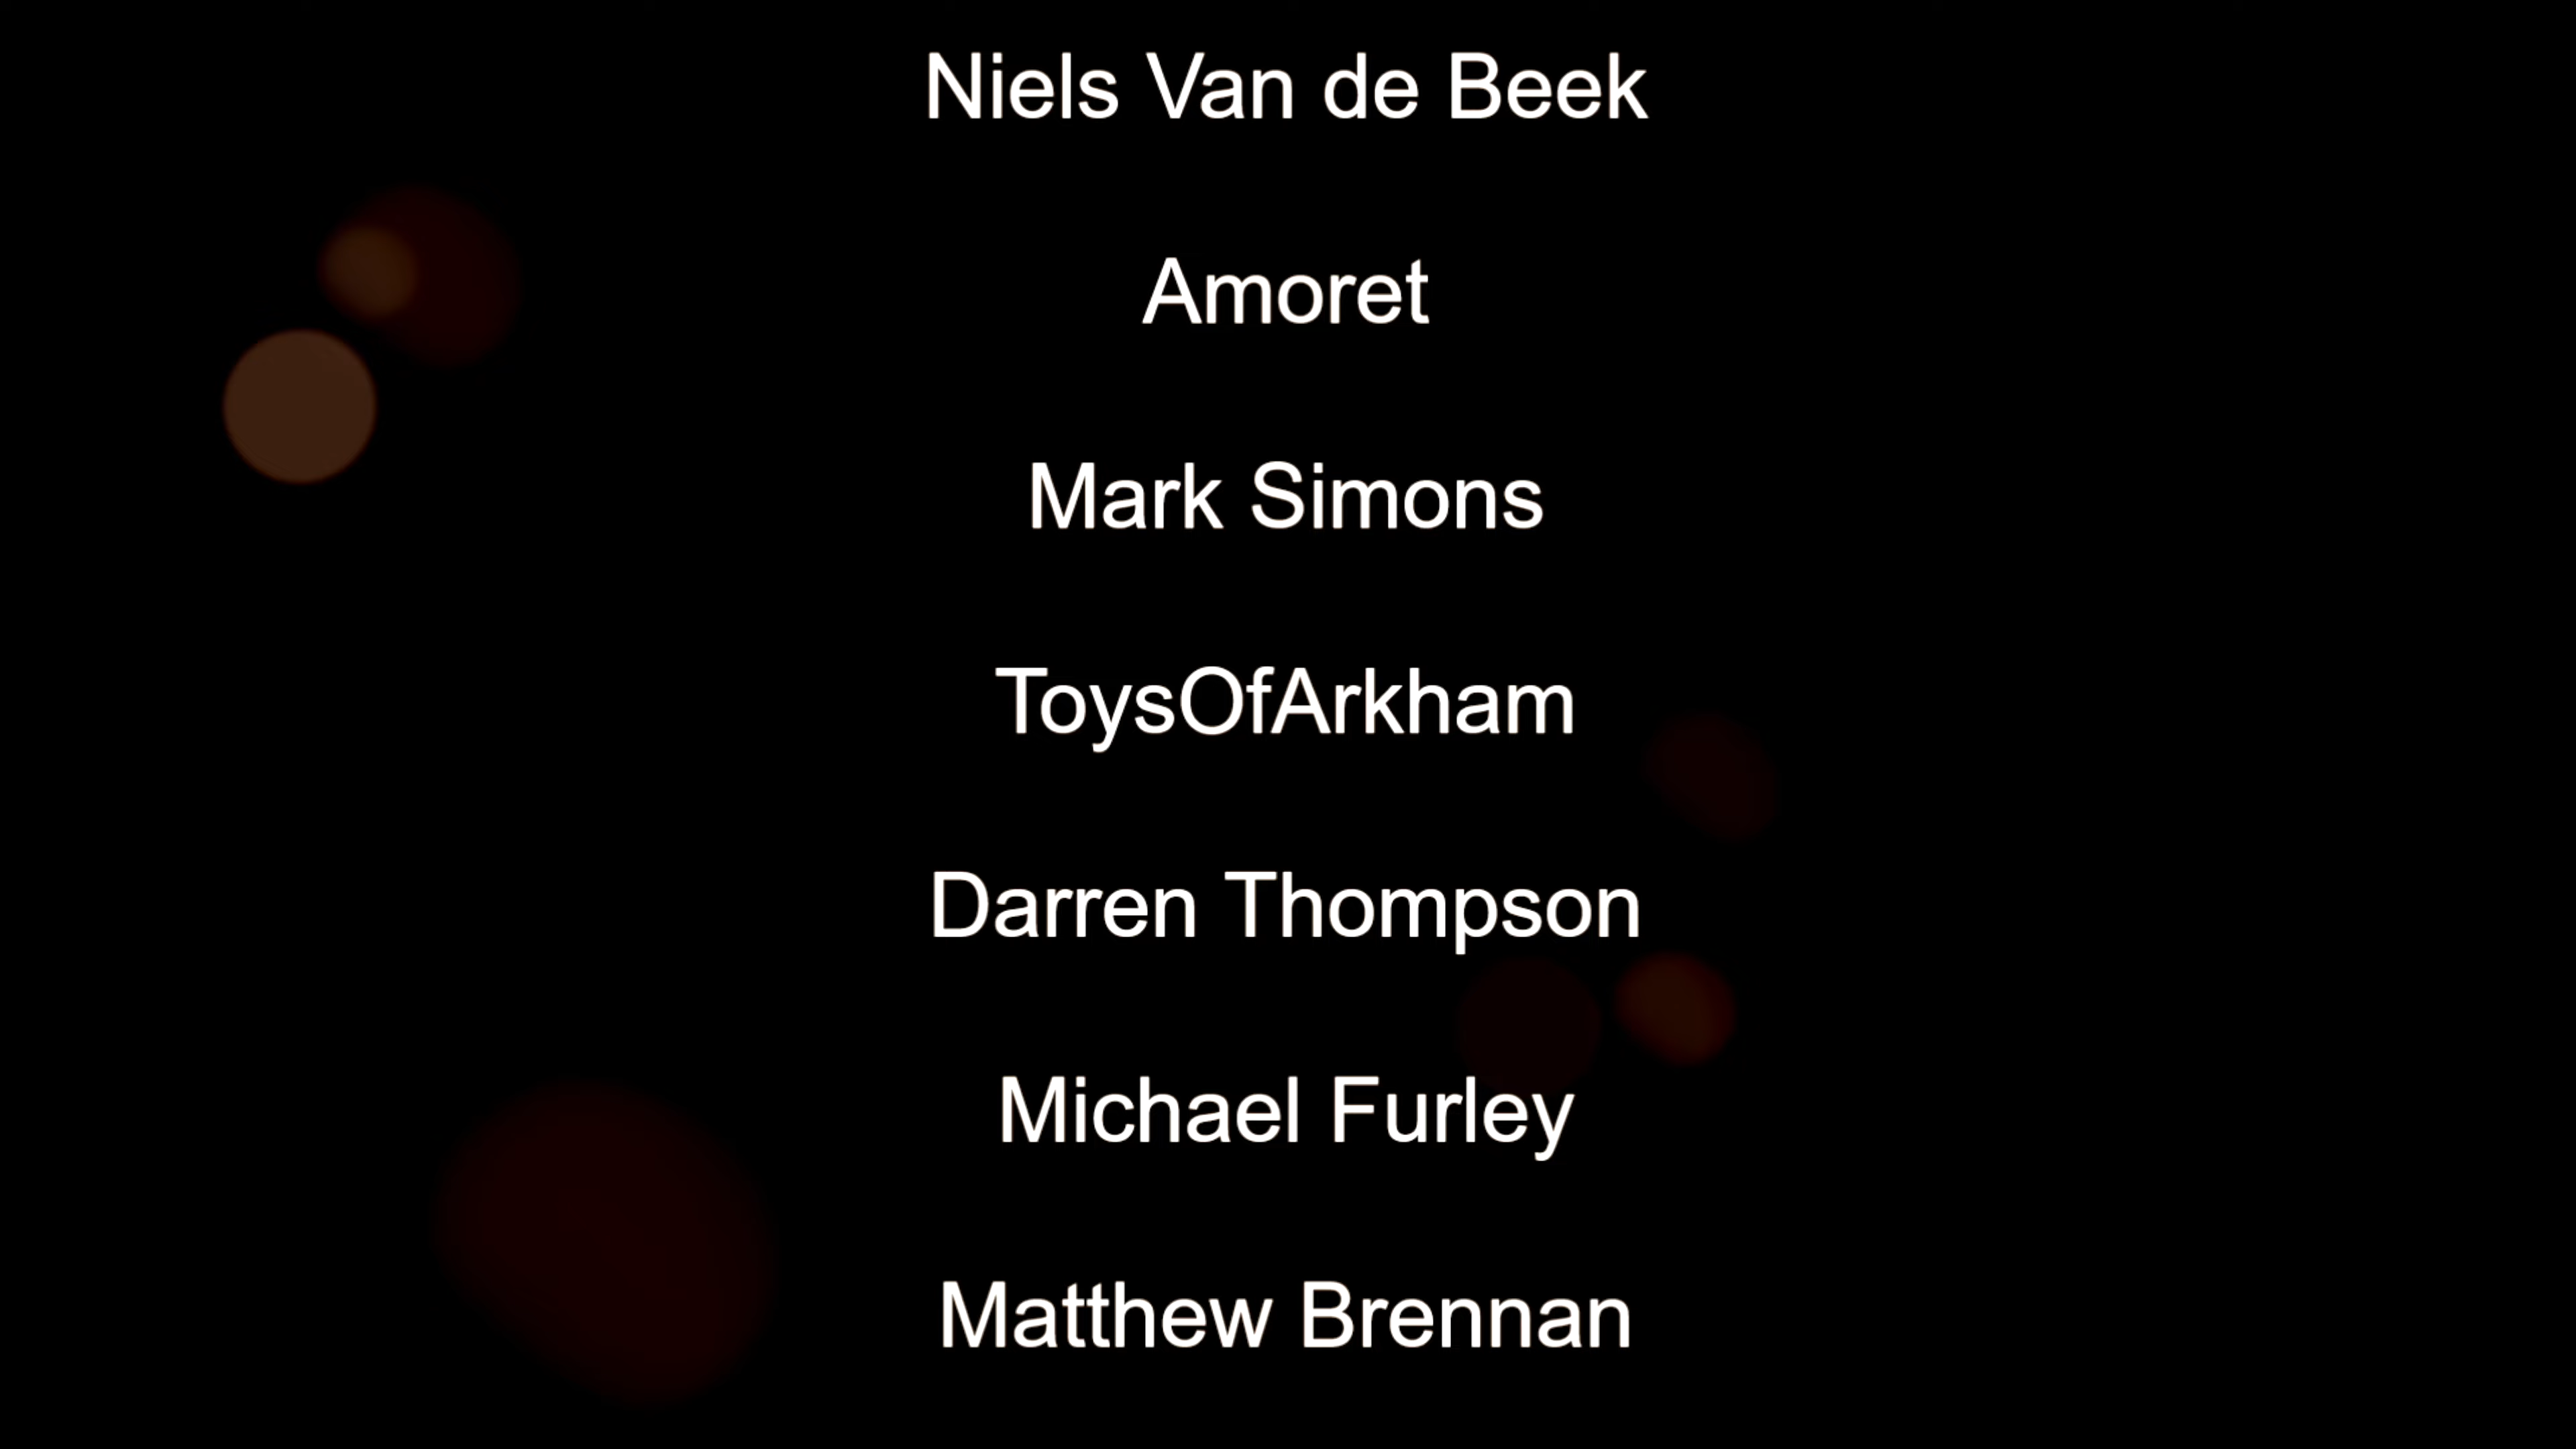 Niels Van de Beek
Amoret
Mark Simons
ToysOfArkham
Darren Thompson
Michael Furley
Matthew Brennan